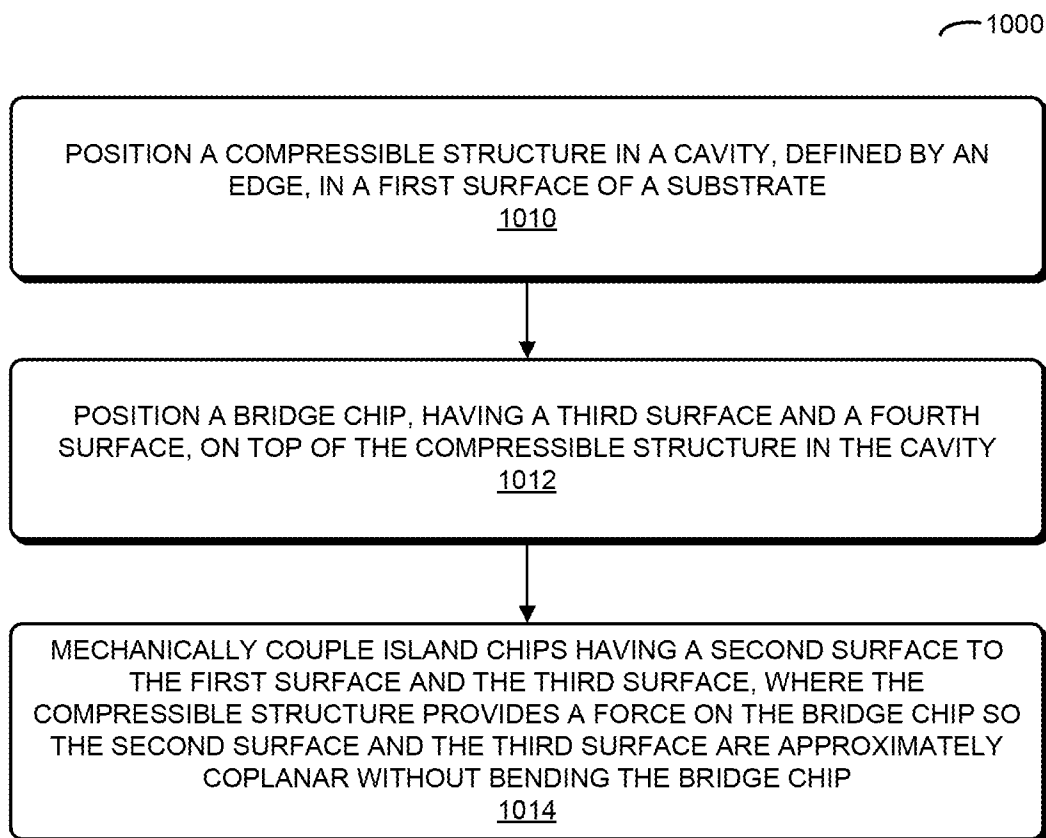 1000
POSITION A COMPRESSIBLE STRUCTURE IN A CAVITY, DEFINED BY AN
EDGE, IN A FIRST SURFACE OF A SUBSTRATE
1010
POSITION A BRIDGE CHIP, HAVING A THIRD SURFACE AND A FOURTH
SURFACE, ON TOP OF THE COMPRESSIBLE STRUCTURE IN THE CAVITY
1012
MECHANICALLY COUPLE ISLAND CHIPS HAVING A SECOND SURFACE TO
THE FIRST SURFACE AND THE THIRD SURFACE, WHERE THE
COMPRESSIBLE STRUCTURE PROVIDES A FORCE ON THE BRIDGE CHIP SO
THE SECOND SURFACE AND THE THIRD SURFACE ARE APPROXIMATELY
COPLANAR WITHOUT BENDING THE BRIDGE CHIP
1014